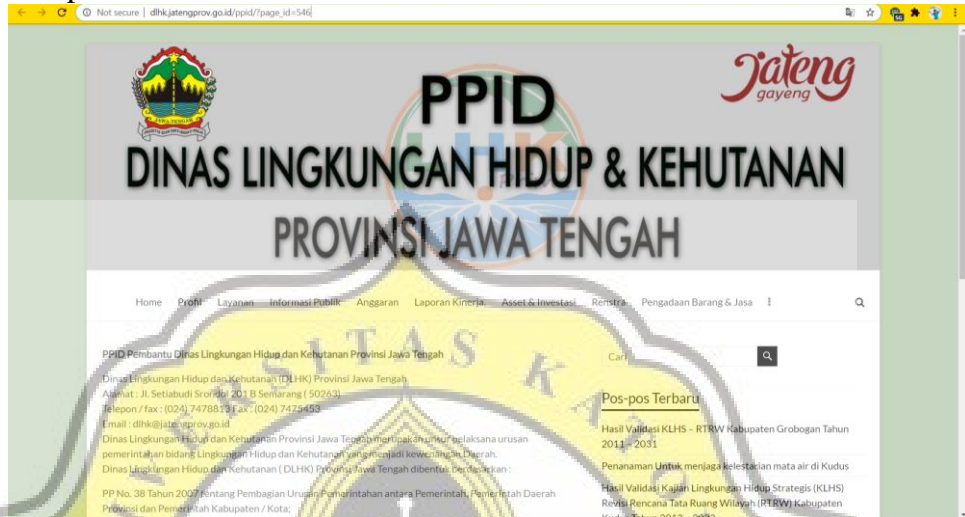 Not secure | dlhk.jatengprov.go.id/ppid/?page_id=546
Jateng
gayeng
JAWA TENGAH
PPID
DINAS LINGKUNGAN HIDUP & KEHUTANAN
PROVINSI JAWA TENGAH
Home Profil Layanan Informasi Publik Anggaran Laporan Kinerja Asset & Investasi Renstra Pengadaan Barang & Jasa
PPID Pembantu Dinas Lingkungan Hidup dan Kehutanan Provinsi Jawa Tengah
Dinas Lingkungan Hidup dan Kehutanan (DLHK) Provinsi Jawa Tengah
Alamat : Jl. Setiabudi Srondol 201 B Semarang ( 50263)
Telepon / fax : (024) 7478813 Fax : (024) 7475453
Email : dlhk@jatengprov.go.id
Dinas Lingkungan Hidup dan Kehutanan Provinsi Jawa Tengah merupakan unsur pelaksana urusan
pemerintahan bidang Lingkungan Hidup dan Kehutanan yang menjadi kewenangan Daerah.
Dinas Lingkungan Hidup dan Kehutanan ( DLHK) Provinsi Jawa Tengah dibentuk berdasarkan :
PP No. 38 Tahun 2007 tentang Pembagian Urusan Pemerintahan antara Pemerintah, Pemerintah Daerah
Provinsi dan Pemerintah Kabupaten / Kota;
Cari
Pos-pos Terbaru
Hasil Validasi KLHS – RTRW Kabupaten Grobogan Tahun
2011 – 2031
Penanaman Untuk menjaga kelestarian mata air di Kudus
Hasil Validasi Kajian Lingkungan Hidup Strategis (KLHS)
Revisi Rencana Tata Ruang Wilayah (RTRW) Kabupaten
Kudus Tahun 2012 – 2032
ERSITAS KA